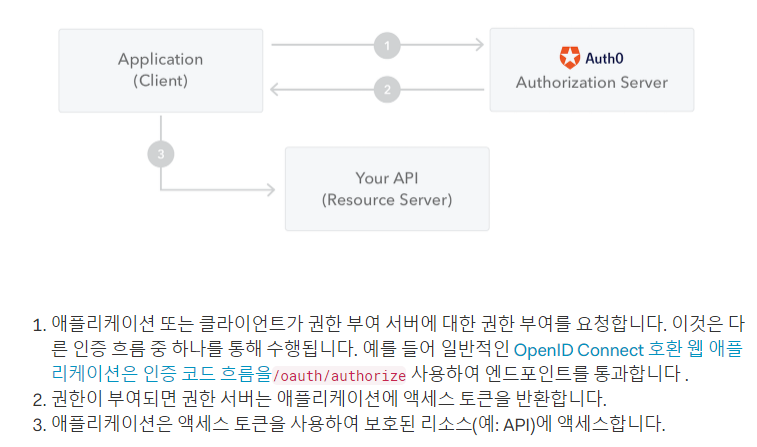 Application
(Client)
1
Auth0
Authorization Server
2
3
Your API
(Resource Server)
1. 애플리케이션 또는 클라이언트가 권한 부여 서버에 대한 권한 부여를 요청합니다. 이것은 다
른 인증 흐름 중 하나를 통해 수행됩니다. 예를 들어 일반적인 OpenID Connect 호환 웹 애플
리케이션은 인증 코드 흐름을/oauth/authorize 사용하여 엔드포인트를 통과합니다 .
2. 권한이 부여되면 권한 서버는 애플리케이션에 액세스 토큰을 반환합니다.
3. 애플리케이션은 액세스 토큰을 사용하여 보호된 리소스(예: API)에 액세스합니다.